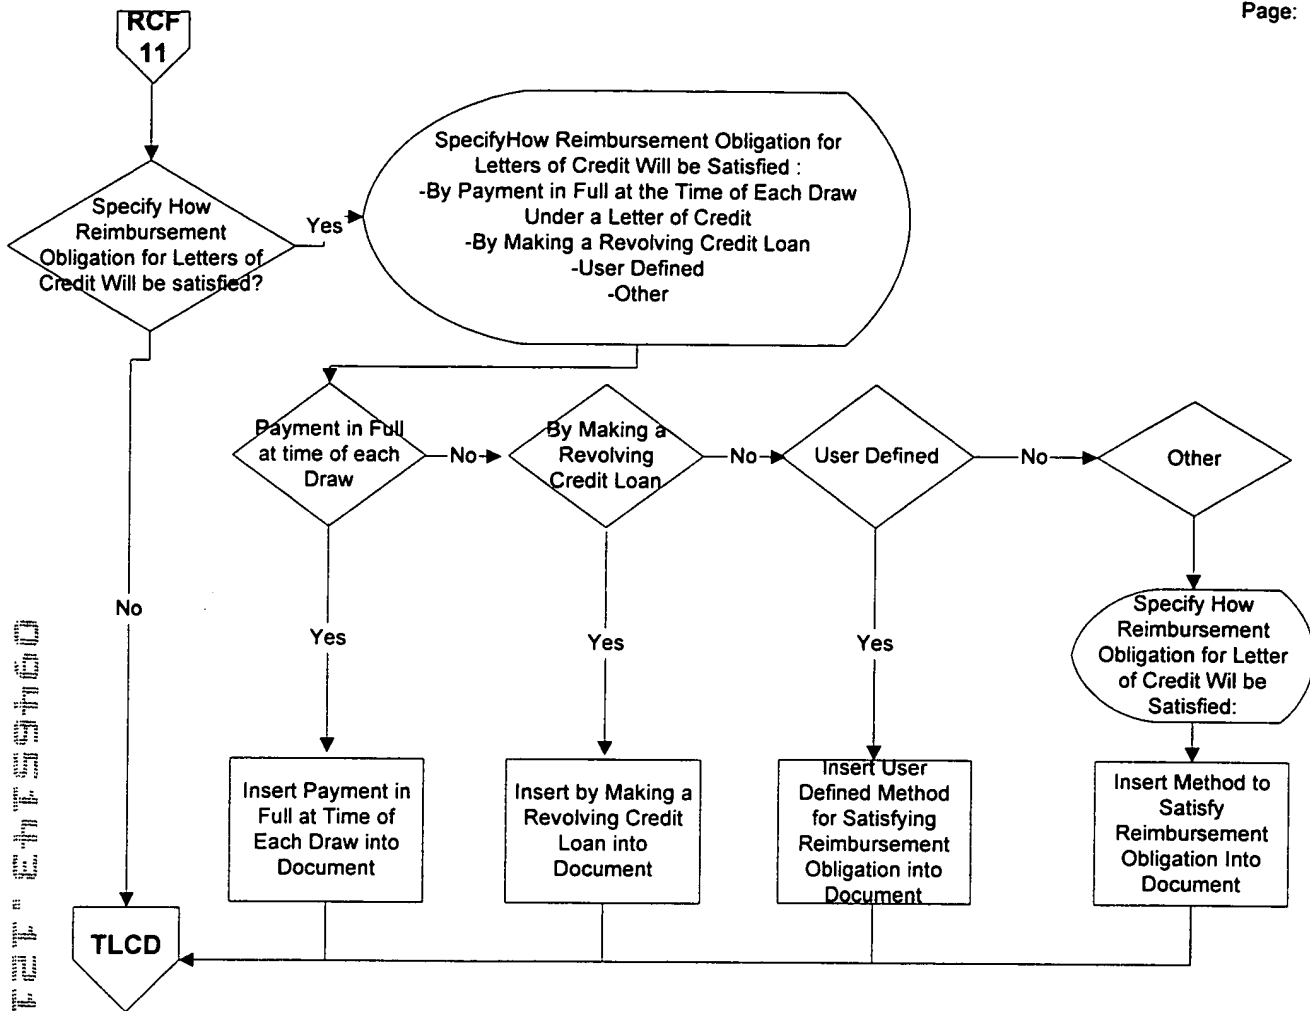 Page:
RCF
11
Specify How
Reimbursement
Obligation for Letters of
Credit Will be satisfied?
Yes
SpecifyHow Reimbursement Obligation for
Letters of Credit Will be Satisfied :
-By Payment in Full at the Time of Each Draw
Under a Letter of Credit
-By Making a Revolving Credit Loan
-User Defined
-Other
Payment in Full
at time of each
Draw
No
By Making a
Revolving
Credit Loan
No
User Defined
No
Other
No
Yes
Yes
Yes
Specify How
Reimbursement
Obligation for Letter
of Credit Wil be
Satisfied:
Insert Payment in
Full at Time of
Each Draw into
Document
Insert by Making a
Revolving Credit
Loan into
Document
Insert User
Defined Method
for Satisfying
Reimbursement
Obligation into
Document
Insert Method to
Satisfy
Reimbursement
Obligation Into
Document
TLCD